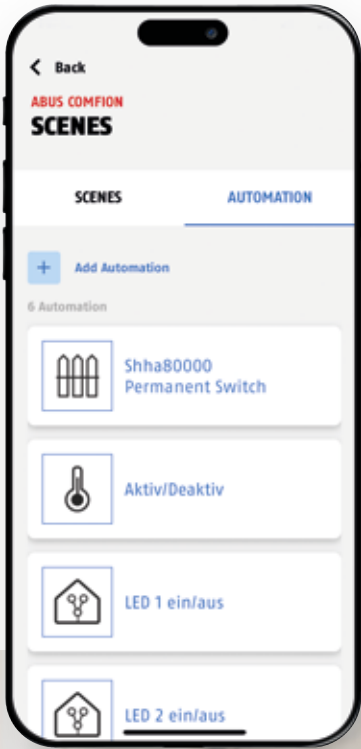 Back
ABUS COMFION
SCENES
SCENES
AUTOMATION
Add Automation
6 Automation
Shha80000
Permanent Switch
Aktiv/Deaktiv
LED 1 ein/aus
LED 2 ein/aus